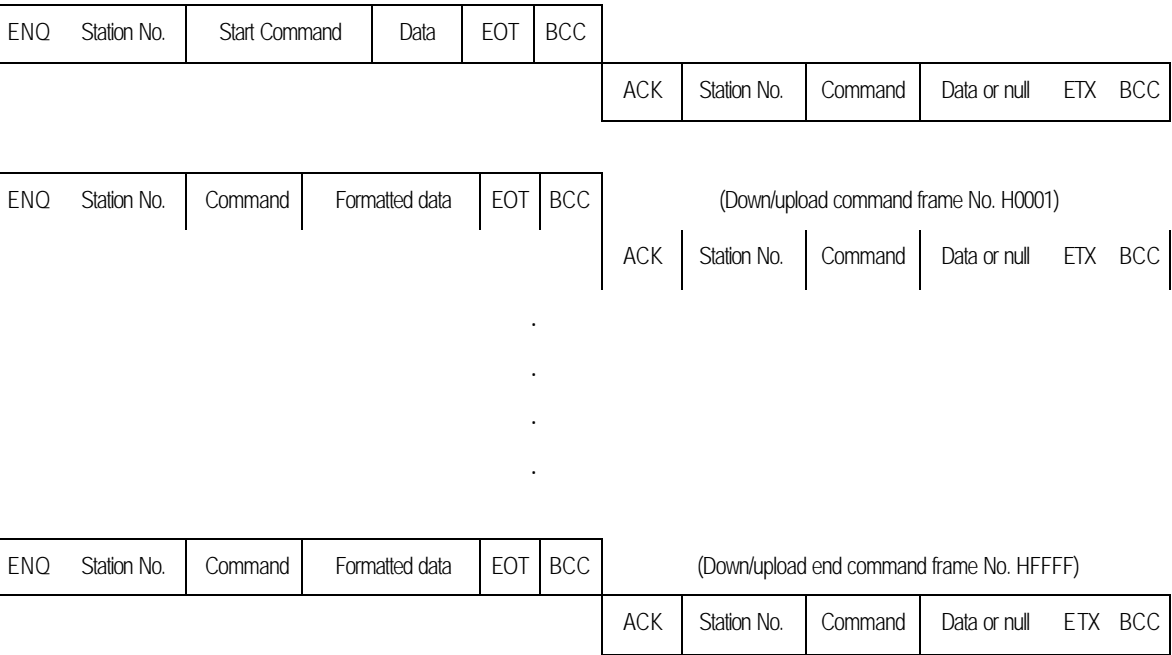 ENQ Station No. Start Command Data EOT BCC
ACK Station No. Command Data or null ETX BCC
ENQ Station No. Command Formatted data EOT BCC (Down/upload command frame No. H0001)
ACK Station No. Command Data or null ETX BCC
.
.
.
.
ENQ Station No. Command Formatted data EOT BCC (Down/upload end command frame No. HFFFF)
ACK Station No. Command Data or null ETX BCC